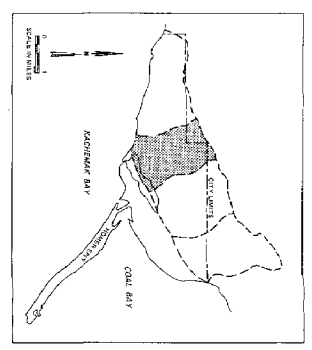 CITY LIMITS
COAL BAY
HOMER SPIT
KACHEMAK BAY
N
0 1
SCALE IN MILES